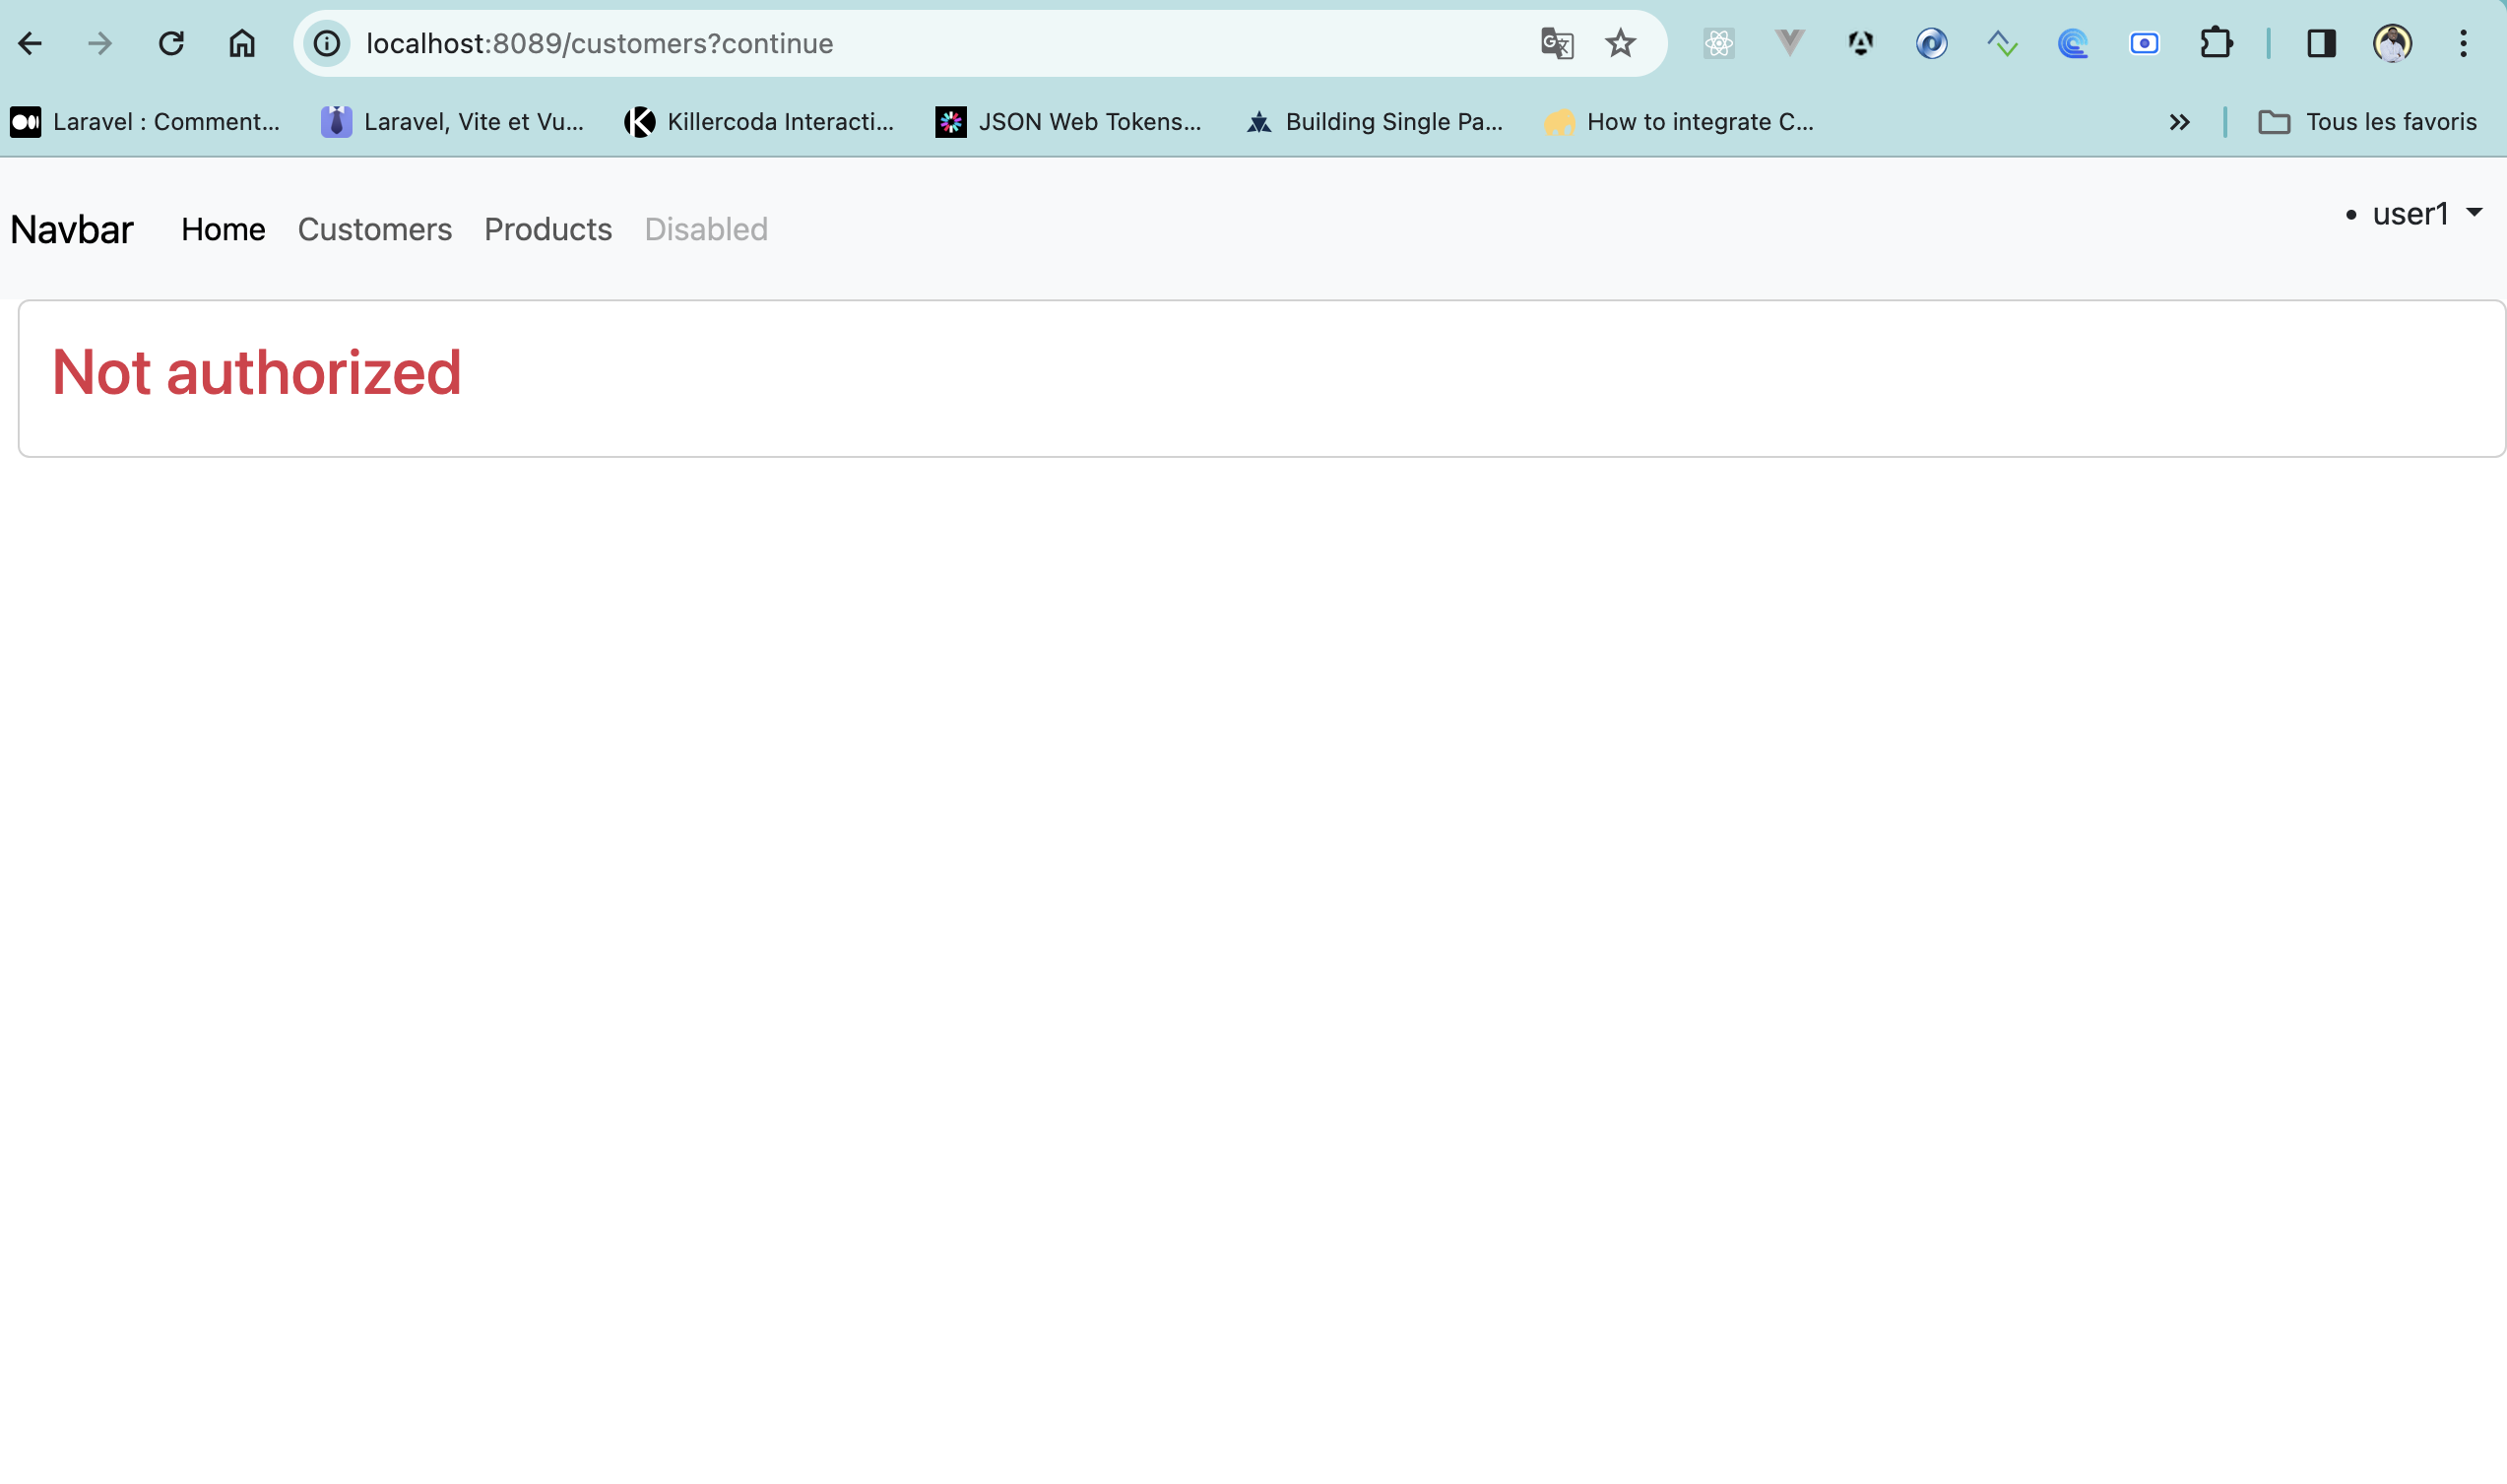 localhost:8089/customers?continue
Laravel : Comment... Laravel, Vite et Vu... Killercoda Interacti... JSON Web Tokens... Building Single Pa... How to integrate C... Tous les favoris
Navbar Home Customers Products Disabled • user1
Not authorized